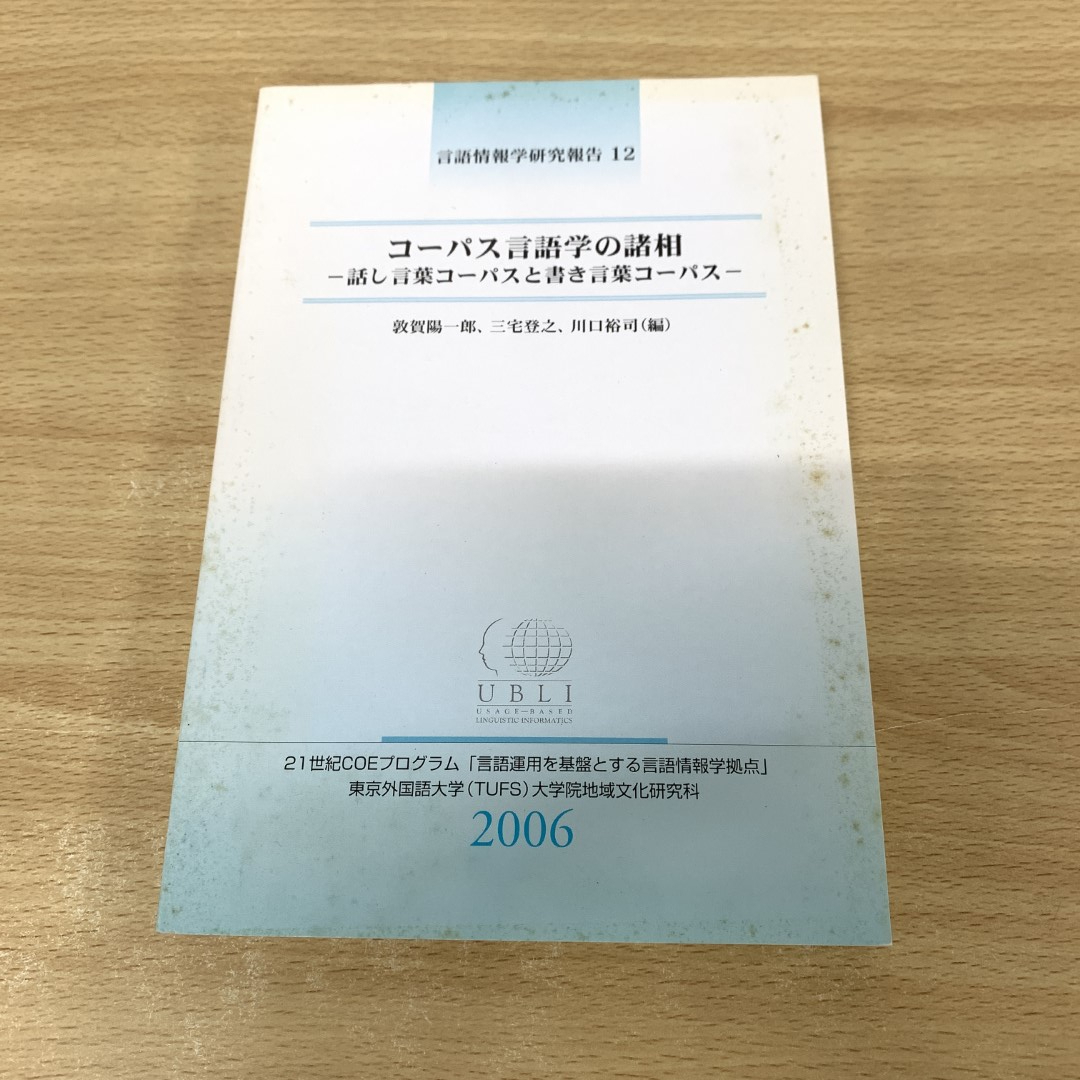 言語情報学研究報告 12
コーパス言語学の諸相
−話し言葉コーパスと書き言葉コーパス−
敦賀陽一郎、三宅登之、川口裕司（編）
UBLI
USAGE-BASED
LINGUISTIC INFORMATICS
21世紀COEプログラム「言語運用を基盤とする言語情報学拠点」
東京外国語大学（TUFS）大学院地域文化研究科
2006